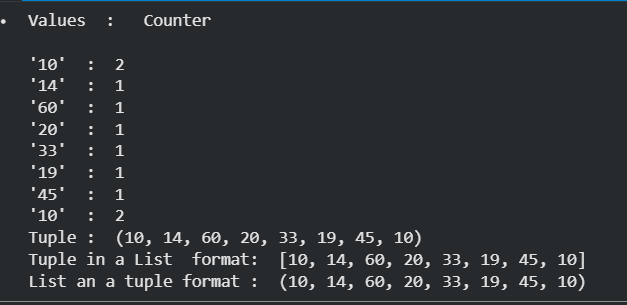 • Values  :   Counter
'10'  :  2
'14'  :  1
'60'  :  1
'20'  :  1
'33'  :  1
'19'  :  1
'45'  :  1
'10'  :  2
Tuple :  (10, 14, 60, 20, 33, 19, 45, 10)
Tuple in a List  format:  [10, 14, 60, 20, 33, 19, 45, 10]
List an a tuple format :  (10, 14, 60, 20, 33, 19, 45, 10)